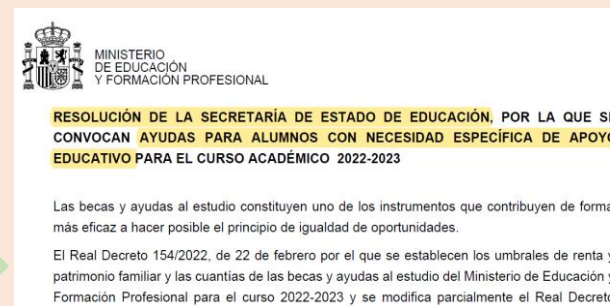 MINISTERIO
DE EDUCACIÓN
Y FORMACIÓN PROFESIONAL
RESOLUCIÓN DE LA SECRETARÍA DE ESTADO DE EDUCACIÓN, POR LA QUE SE
CONVOCAN AYUDAS PARA ALUMNOS CON NECESIDAD ESPECÍFICA DE APOYO
EDUCATIVO PARA EL CURSO ACADÉMICO 2022-2023
Las becas y ayudas al estudio constituyen uno de los instrumentos que contribuyen de forma
más eficaz a hacer posible el principio de igualdad de oportunidades.
El Real Decreto 154/2022, de 22 de febrero por el que se establecen los umbrales de renta y
patrimonio familiar y las cuantías de las becas y ayudas al estudio del Ministerio de Educación y
Formación Profesional para el curso 2022-2023 y se modifica parcialmente el Real Decreto